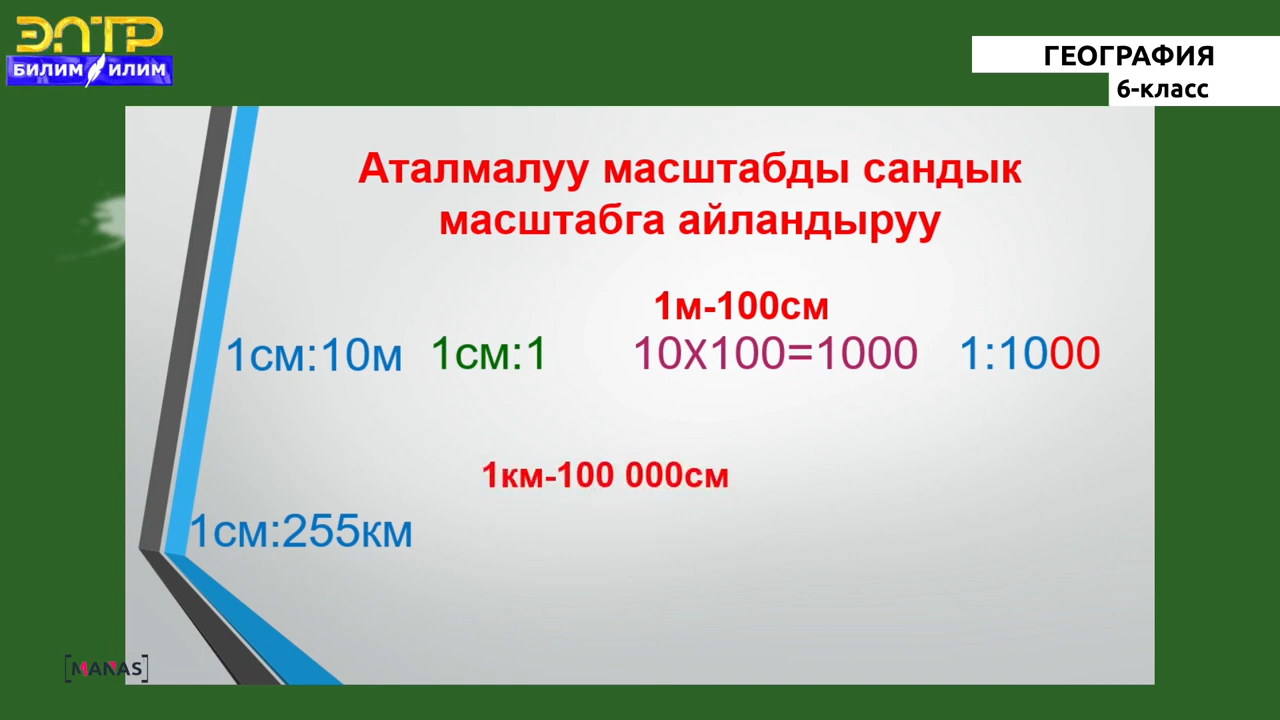 ЭЛТР
БИЛИМ ИЛИМ
ГЕОГРАФИЯ
6-класс
Аталмалуу масштабды сандык
масштабга айландыруу
1м-100см
1см:10м 1см:1 10Х100=1000 1:1000
1км-100 000см
1см:255км
[MANAS]